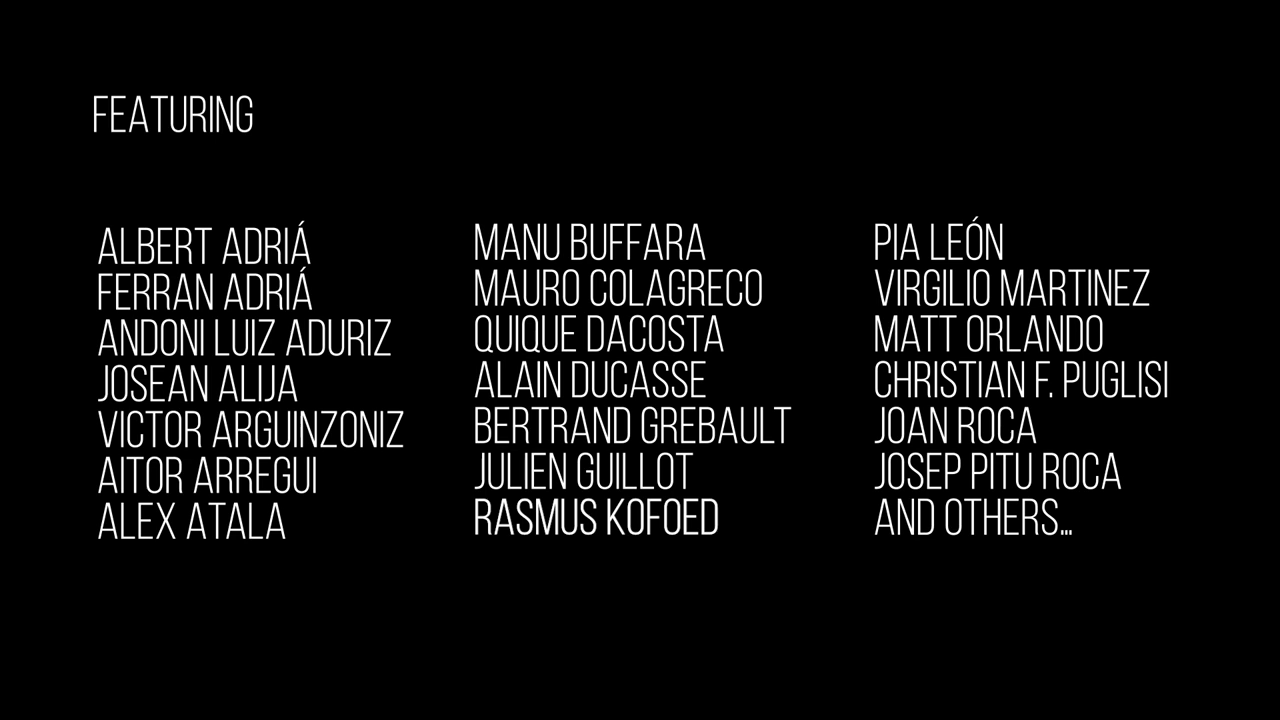 FEATURING
ALBERT ADRIÁ
FERRAN ADRIÁ
ANDONI LUIZ ADURIZ
JOSEAN ALIJA
VICTOR ARGUINZONIZ
AITOR ARREGUI
ALEX ATALA
MANU BUFFARA
MAURO COLAGRECO
QUIQUE DACOSTA
ALAIN DUCASSE
BERTRAND GREBAULT
JULIEN GUILLOT
RASMUS KOFOED
PIA LEÓN
VIRGILIO MARTINEZ
MATT ORLANDO
CHRISTIAN F. PUGLISI
JOAN ROCA
JOSEP PITU ROCA
AND OTHERS...